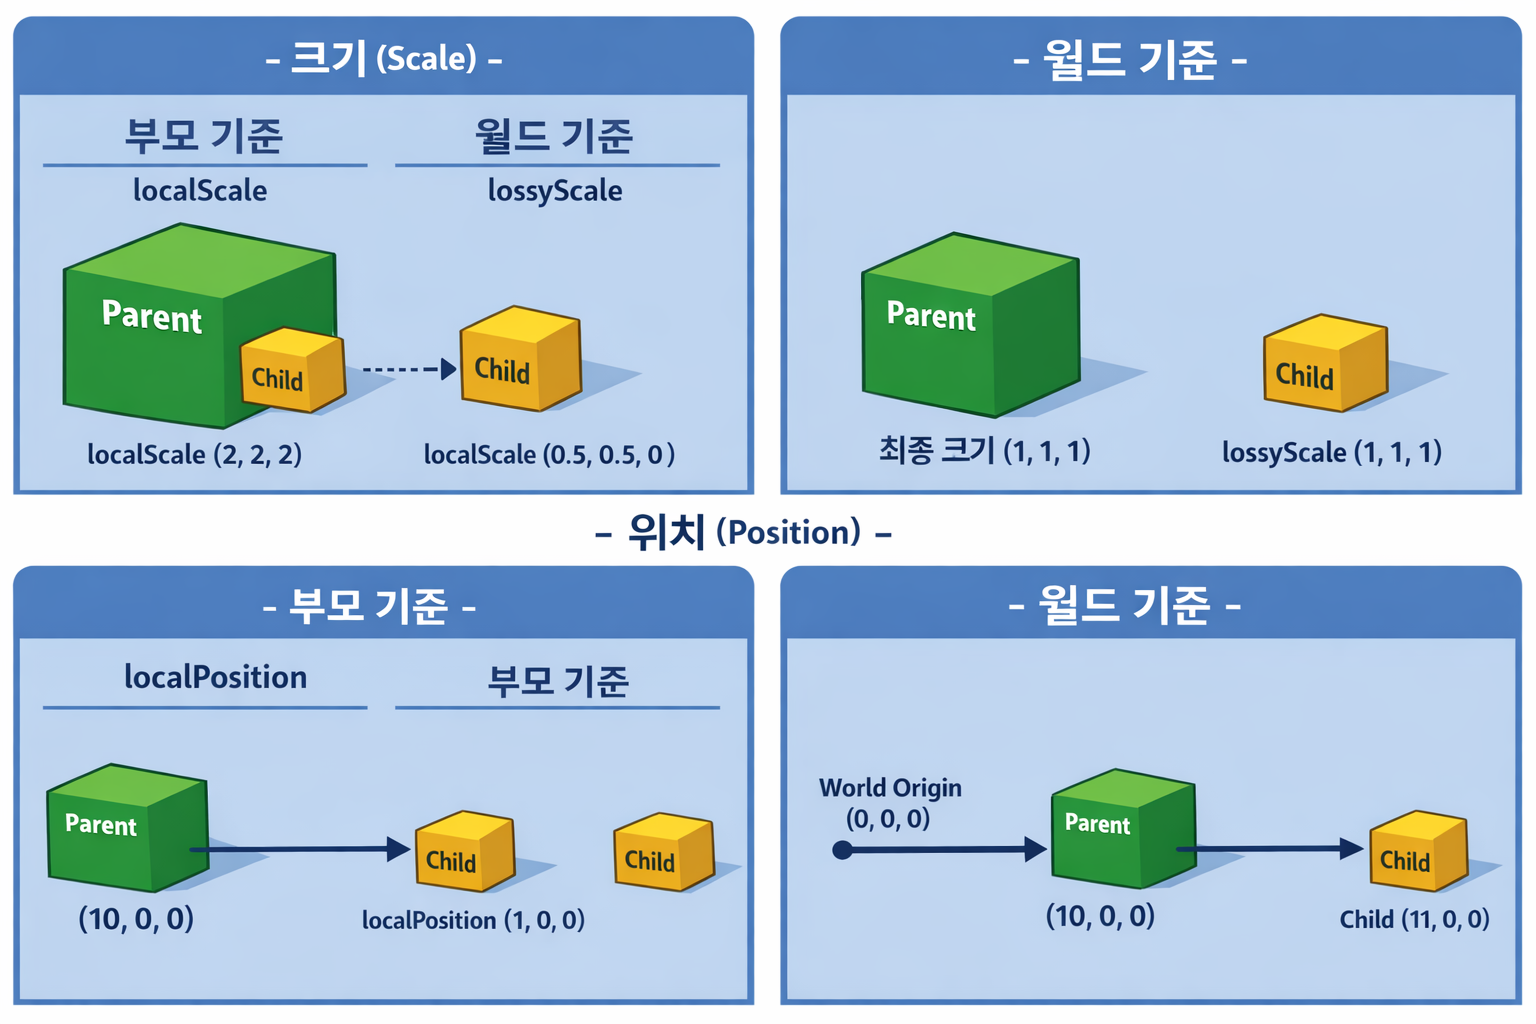 - 크기 (Scale) -
부모 기준
월드 기준
localScale
lossyScale
Parent
Child
Child
localScale (2, 2, 2)
localScale (0.5, 0.5, 0)
- 월드 기준 -
Parent
Child
최종 크기 (1, 1, 1)
lossyScale (1, 1, 1)
- 위치 (Position) -
- 부모 기준 -
localPosition
부모 기준
Parent
Child
Child
(10, 0, 0)
localPosition (1, 0, 0)
- 월드 기준 -
World Origin
(0, 0, 0)
Parent
Child
(10, 0, 0)
Child (11, 0, 0)